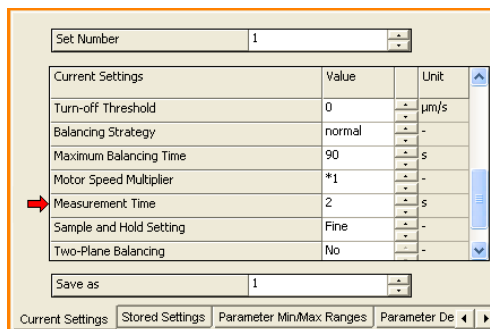 Set Number 1
Current Settings Value Unit
Turn-off Threshold 0 µm/s
Balancing Strategy normal -
Maximum Balancing Time 90 s
Motor Speed Multiplier *1 -
Measurement Time 2 s
Sample and Hold Setting Fine -
Two-Plane Balancing No -
Save as 1
Current Settings Stored Settings Parameter Min/Max Ranges Parameter De